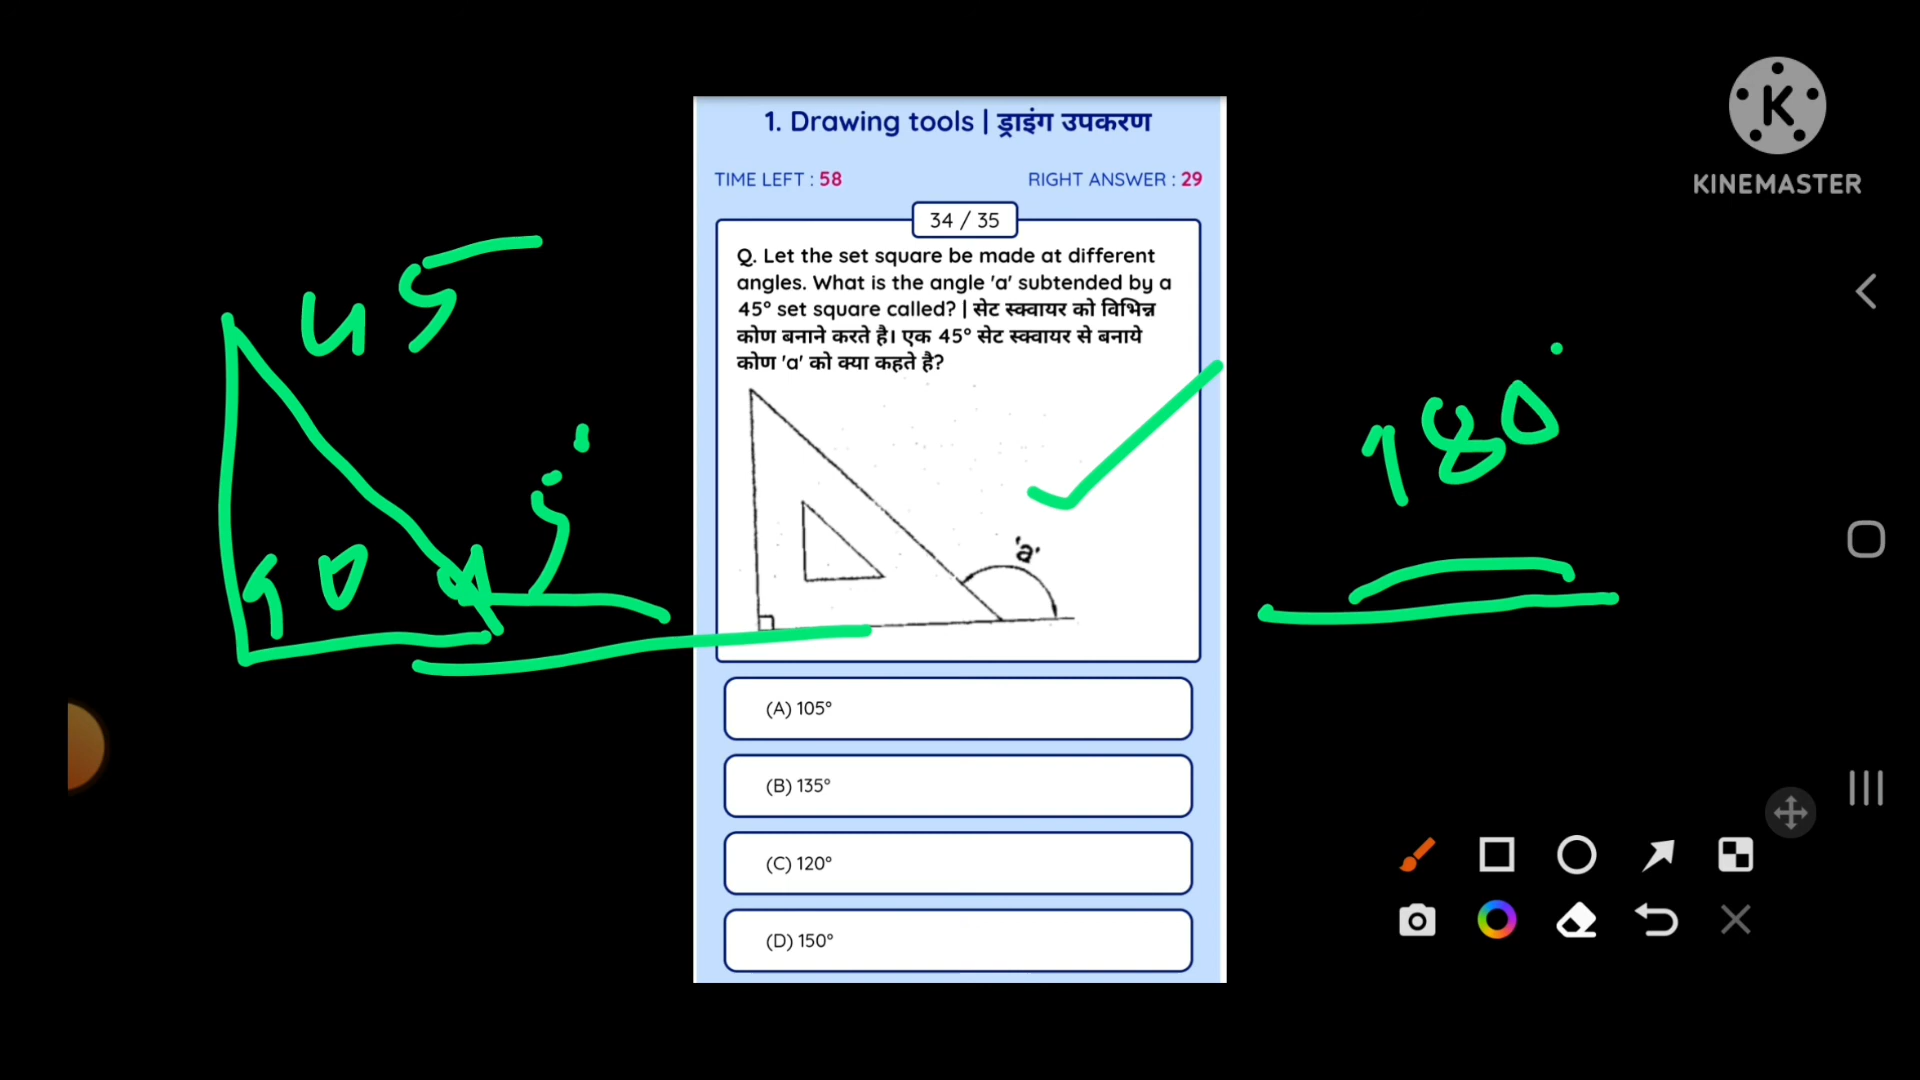 KINEMASTER
1. Drawing tools | ड्राइंग उपकरण
TIME LEFT : 58
RIGHT ANSWER : 29
34 / 35
Q. Let the set square be made at different
angles. What is the angle 'a' subtended by a
45° set square called? | सेट स्क्वायर को विभिन्न
कोण बनाने करते है। एक 45° सेट स्क्वायर से बनाये
कोण 'a' को क्या कहते है?
'a'
(A) 105°
(B) 135°
(C) 120°
(D) 150°
45
90
180°